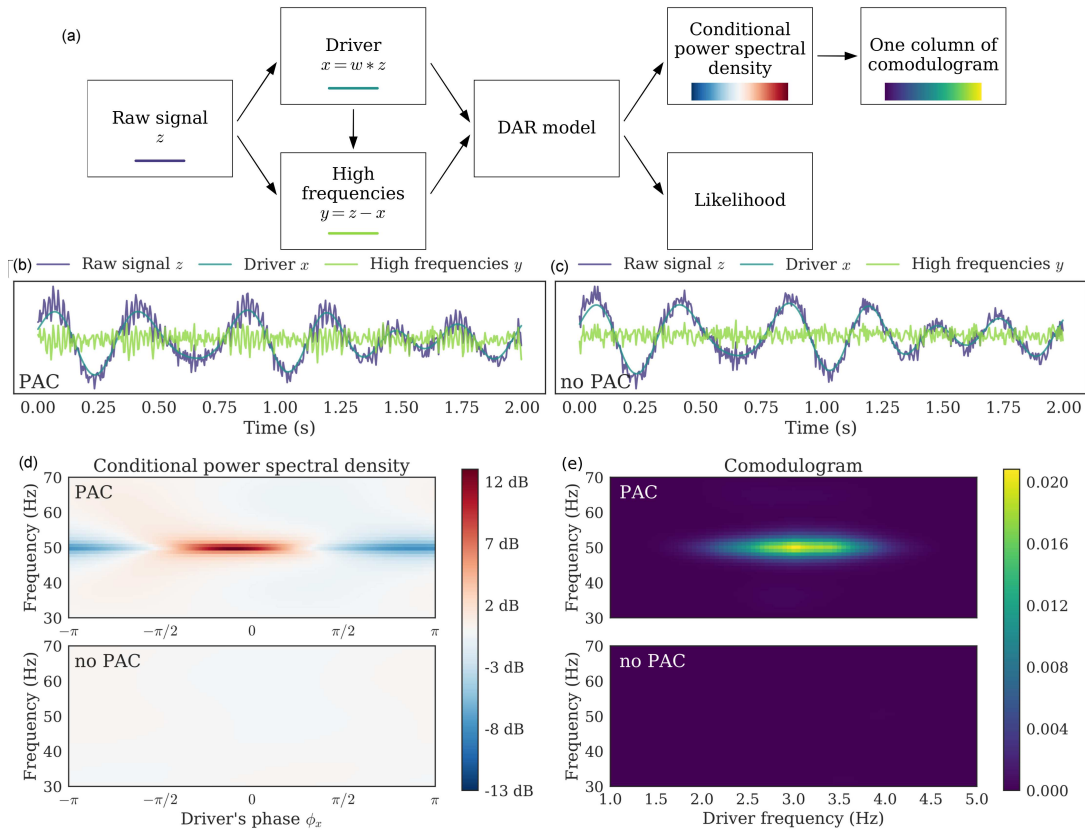 (a)
Raw signal
z
Driver
x = w * z
High
frequencies
y = z − x
DAR model
Conditional
power spectral
density
One column of
comodulogram
Likelihood
(b)
Raw signal z Driver x High frequencies y
PAC
0.00 0.25 0.50 0.75 1.00 1.25 1.50 1.75 2.00
Time (s)
(c)
Raw signal z Driver x High frequencies y
no PAC
0.00 0.25 0.50 0.75 1.00 1.25 1.50 1.75 2.00
Time (s)
(d)
Conditional power spectral density
PAC
Frequency (Hz)
70
60
50
40
30
−π −π/2 0 π/2 π
no PAC
Frequency (Hz)
70
60
50
40
30
−π −π/2 0 π/2 π
Driver's phase ϕx
12 dB
7 dB
2 dB
-3 dB
-8 dB
-13 dB
(e)
Comodulogram
PAC
Frequency (Hz)
70
60
50
40
30
no PAC
Frequency (Hz)
70
60
50
40
30
1.0 1.5 2.0 2.5 3.0 3.5 4.0 4.5 5.0
Driver frequency (Hz)
0.020
0.016
0.012
0.008
0.004
0.000